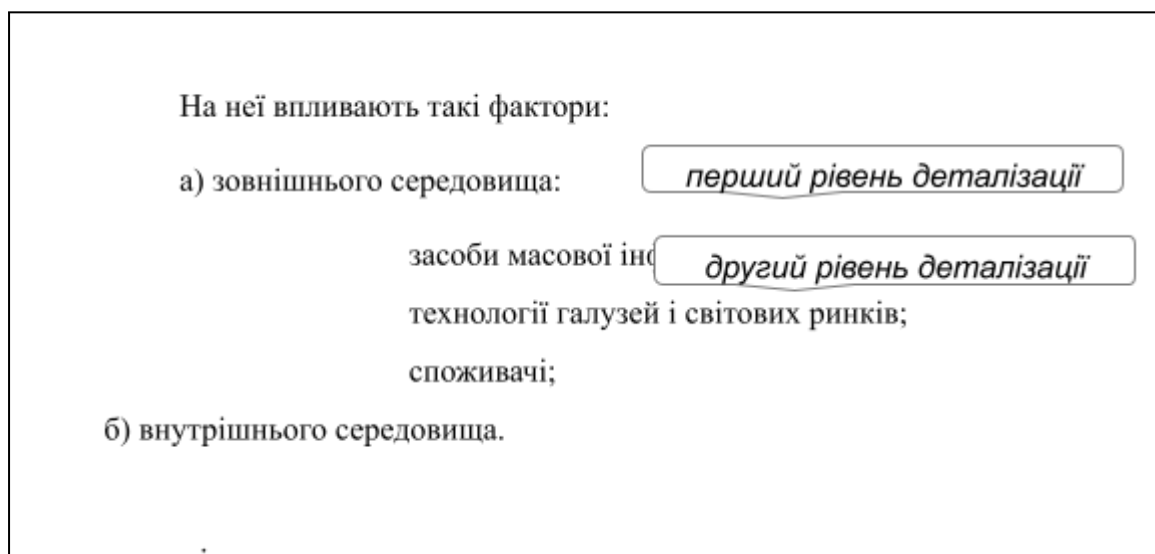 На неї впливають такі фактори:
а) зовнішнього середовища:
перший рівень деталізації
засоби масової
другий рівень деталізації
технології галузей і світових ринків;
споживачі;
б) внутрішнього середовища.